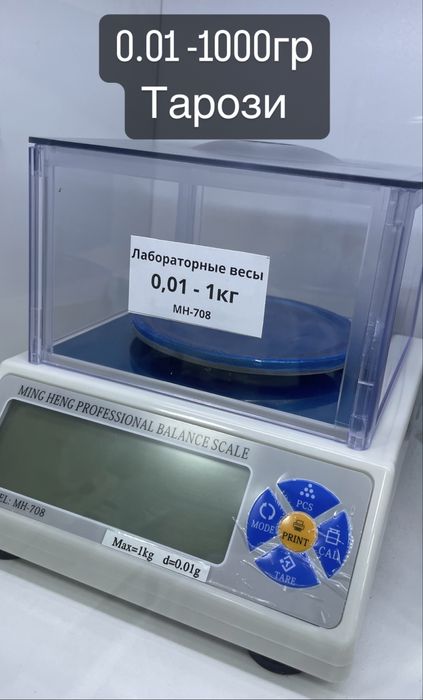 0.01 -1000гр
Тарози
Лабораторные весы
0,01 - 1кг
МН-708
MING HENG PROFESSIONAL BALANCE SCALE
EL: MH-708
Max=1kg d=0.01g
PCS
MODE
PRINT
CAL
TARE